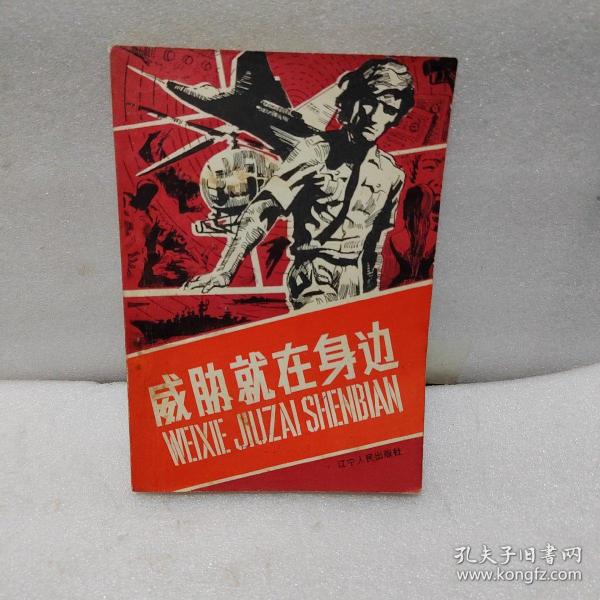 威胁就在身边
WEIXIE JIUZAI SHENBIAN
辽宁人民出版社
孔夫子旧书网
www.kongfz.com